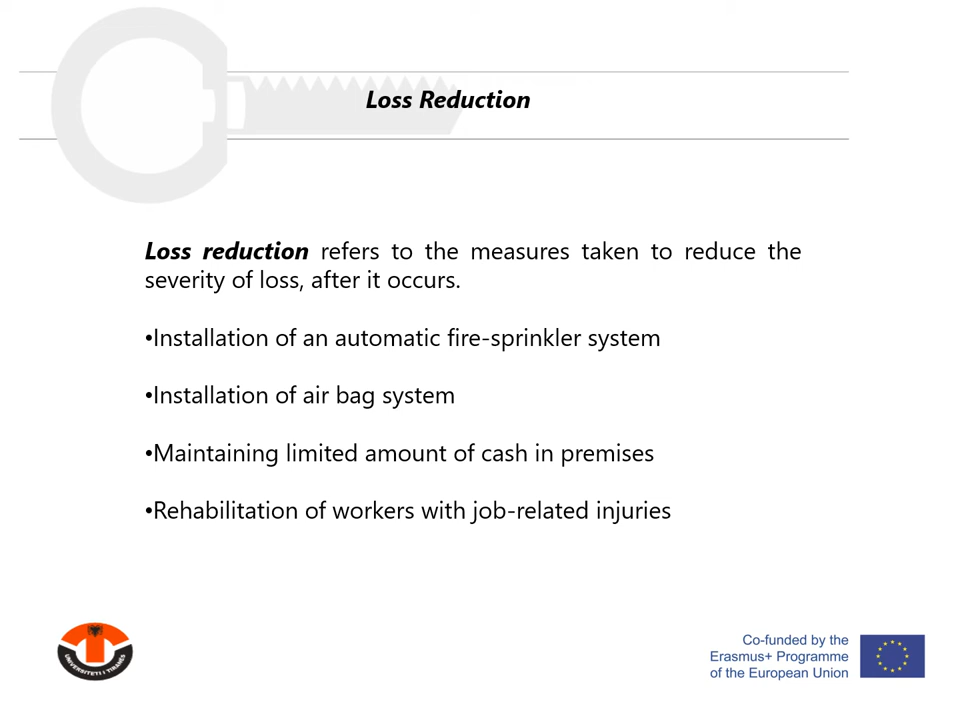 Loss Reduction
Loss reduction refers to the measures taken to reduce the
severity of loss, after it occurs.
•Installation of an automatic fire-sprinkler system
•Installation of air bag system
•Maintaining limited amount of cash in premises
•Rehabilitation of workers with job-related injuries
UNIVERSITETI I TIRANËS
Co-funded by the
Erasmus+ Programme
of the European Union